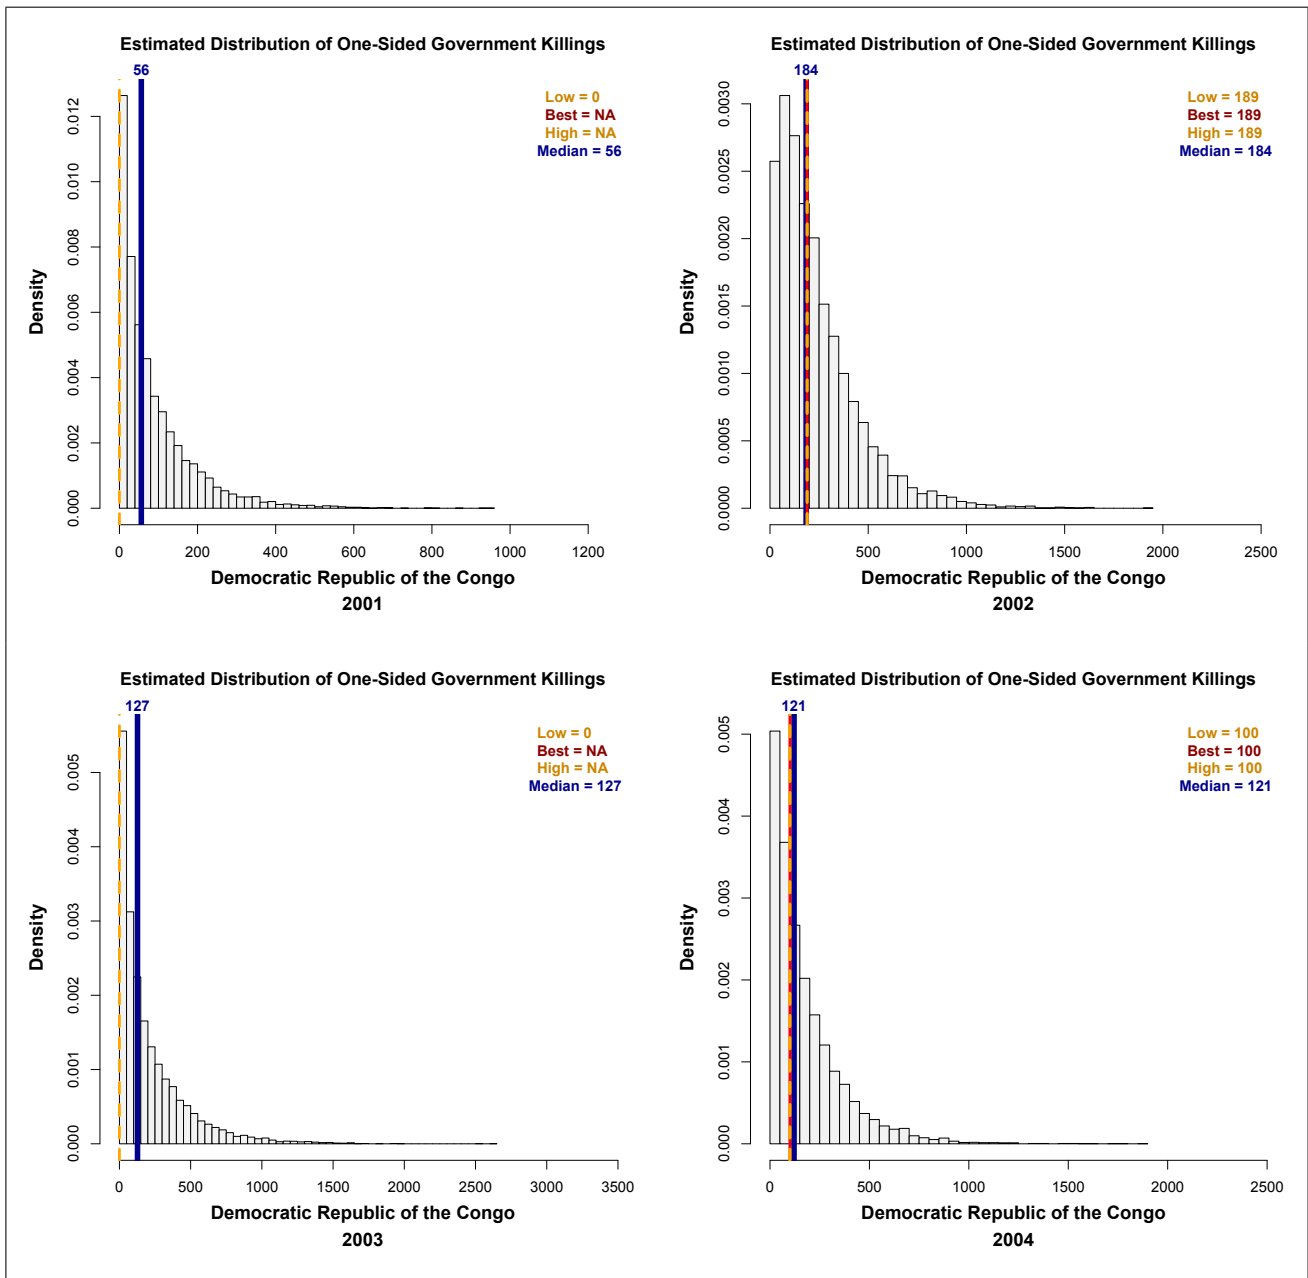 Estimated Distribution of One-Sided Government Killings
56
Low = 0
Best = NA
High = NA
Median = 56
Density
0.000
0.002
0.004
0.006
0.008
0.010
0.012
0
200
400
600
800
1000
1200
Democratic Republic of the Congo
2001
Estimated Distribution of One-Sided Government Killings
184
Low = 189
Best = 189
High = 189
Median = 184
Density
0.0000
0.0005
0.0010
0.0015
0.0020
0.0025
0.0030
0
500
1000
1500
2000
2500
Democratic Republic of the Congo
2002
Estimated Distribution of One-Sided Government Killings
127
Low = 0
Best = NA
High = NA
Median = 127
Density
0.000
0.001
0.002
0.003
0.004
0.005
0
500
1000
1500
2000
2500
3000
3500
Democratic Republic of the Congo
2003
Estimated Distribution of One-Sided Government Killings
121
Low = 100
Best = 100
High = 100
Median = 121
Density
0.000
0.001
0.002
0.003
0.004
0.005
0
500
1000
1500
2000
2500
Democratic Republic of the Congo
2004